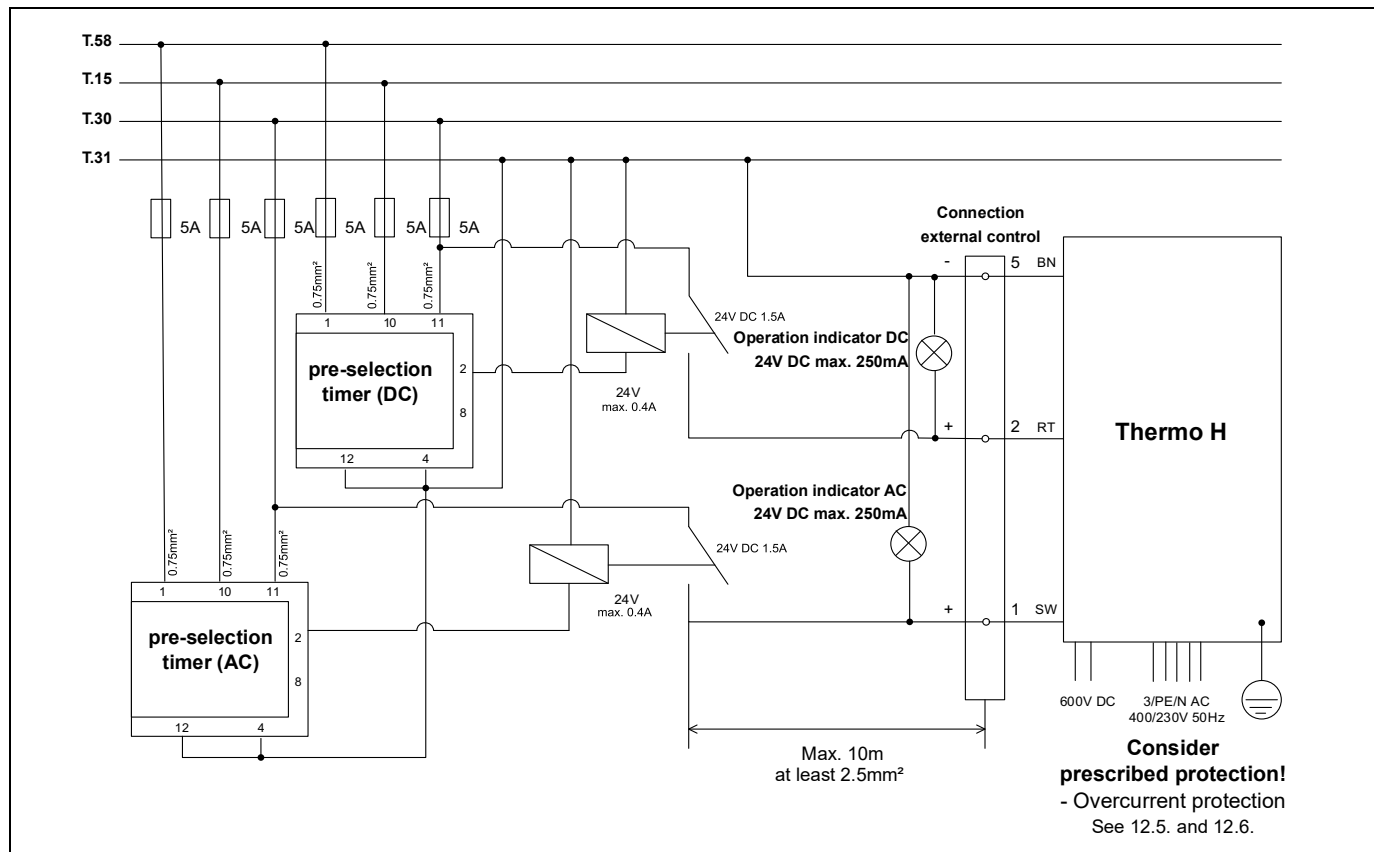 T.58
T.15
T.30
T.31
5A
5A
5A
5A
5A
5A
0.75mm²
0.75mm²
0.75mm²
1
10
11
pre-selection
timer (DC)
2
8
12
4
24V
max. 0.4A
24V DC 1.5A
Operation indicator DC
24V DC max. 250mA
Connection
external control
-
5
BN
+
2
RT
Thermo H
Operation indicator AC
24V DC max. 250mA
24V DC 1.5A
24V
max. 0.4A
+
1
SW
0.75mm²
0.75mm²
0.75mm²
1
10
11
pre-selection
timer (AC)
2
8
12
4
Max. 10m
at least 2.5mm²
600V DC
3/PE/N AC
400/230V 50Hz
Consider
prescribed protection!
- Overcurrent protection
See 12.5. and 12.6.